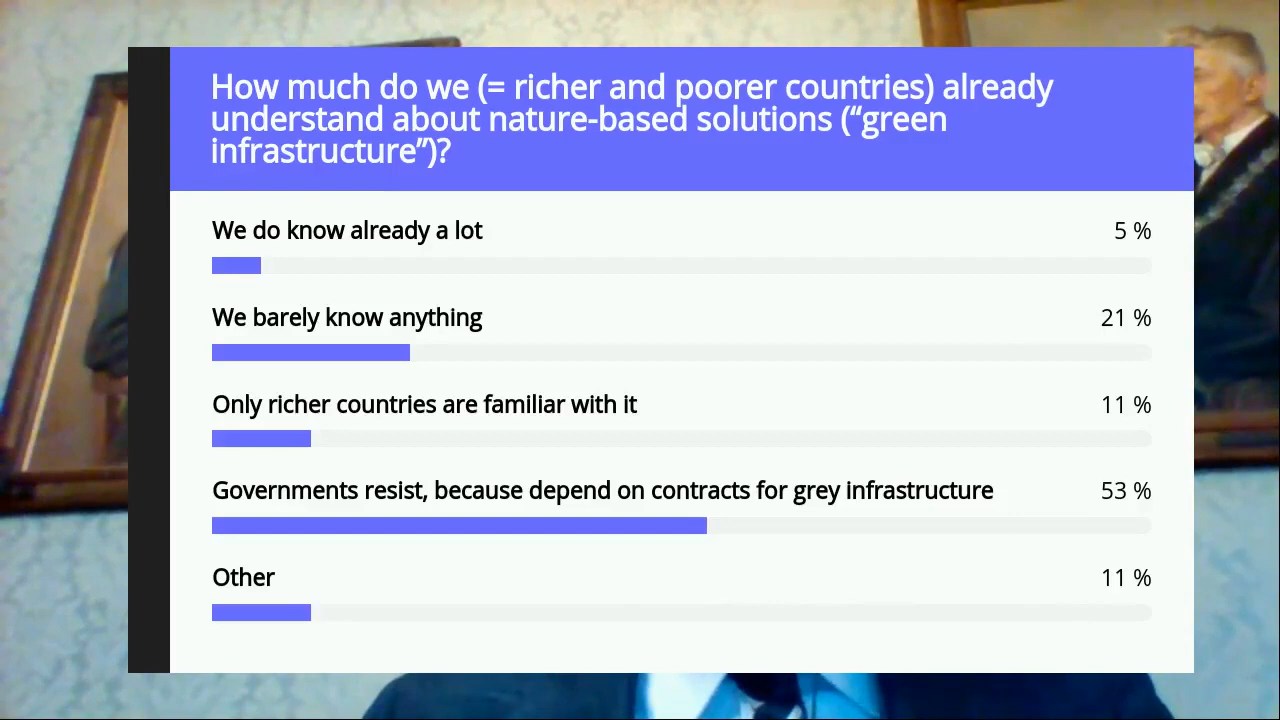 How much do we (= richer and poorer countries) already
understand about nature-based solutions (“green
infrastructure”)?
We do know already a lot
5 %
We barely know anything
21 %
Only richer countries are familiar with it
11 %
Governments resist, because depend on contracts for grey infrastructure
53 %
Other
11 %